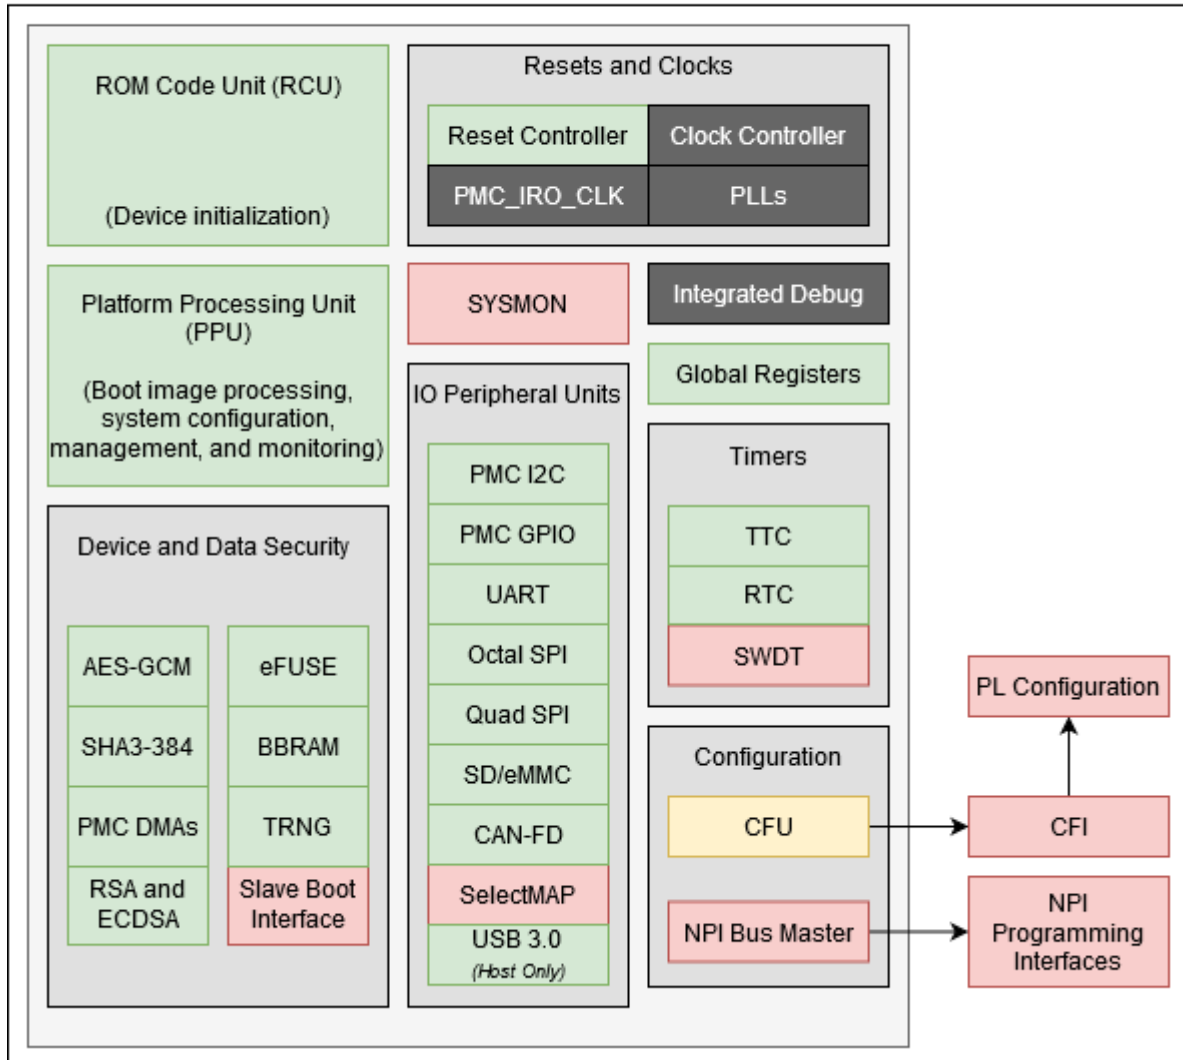 ROM Code Unit (RCU)
(Device initialization)
Platform Processing Unit
(PPU)
(Boot image processing,
system configuration,
management, and monitoring)
Device and Data Security
AES-GCM
eFUSE
SHA3-384
BBRAM
PMC DMAs
TRNG
RSA and
ECDSA
Slave Boot
Interface
Resets and Clocks
Reset Controller
Clock Controller
PMC_IRO_CLK
PLLs
SYSMON
Integrated Debug
Global Registers
IO Peripheral Units
PMC I2C
PMC GPIO
UART
Octal SPI
Quad SPI
SD/eMMC
CAN-FD
SelectMAP
USB 3.0
(Host Only)
Timers
TTC
RTC
SWDT
Configuration
CFU
NPI Bus Master
PL Configuration
CFI
NPI
Programming
Interfaces